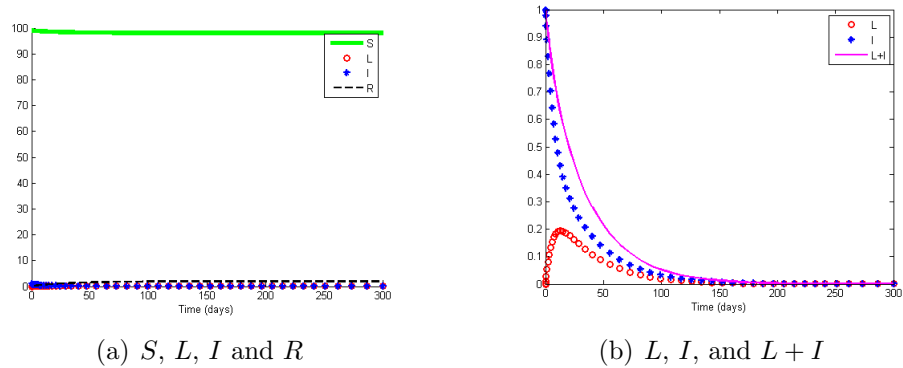 100
90
80
70
60
50
40
30
20
10
0
S
L
I
R
0 50 100 150 200 250 300
Time (days)
(a) S, L, I and R
1
0.9
0.8
0.7
0.6
0.5
0.4
0.3
0.2
0.1
0
L
I
L+I
0 50 100 150 200 250 300
Time (days)
(b) L, I, and L + I